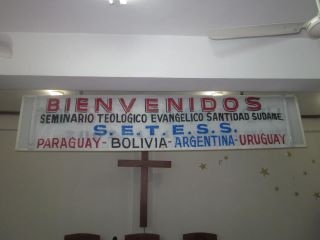 BIENVENIDOS
SEMINARIO TEOLOGICO EVANGELICO SANTIDAD SUDAME.
S.E.T.E.S.S.
PARAGUAY- BOLIVIA- ARGENTINA- URUGUAY